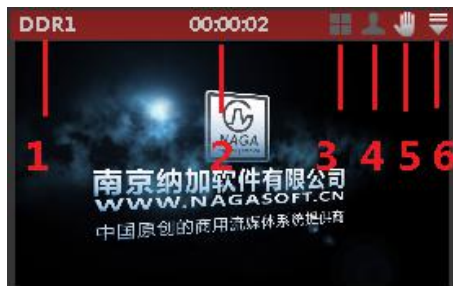 DDR1 00:00:02
1 2 3 4 5 6
NAGA
南京纳加软件有限公司
WWW.NAGASOFT.CN
中国原创的商用流媒体系统提供商